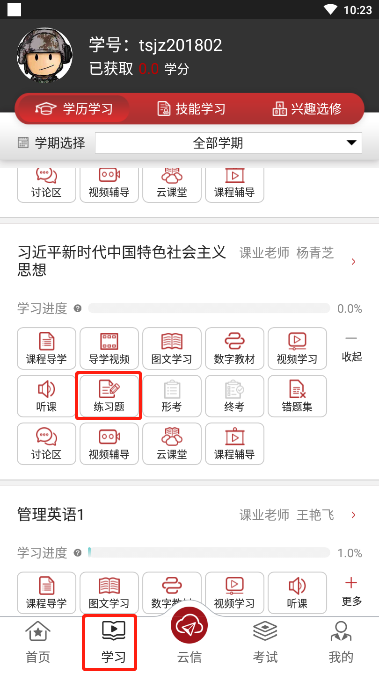 10:23
学号：tsjz201802
已获取 0.0 学分
学历学习 技能学习 兴趣选修
学期选择 全部学期
讨论区 视频辅导 云课堂 课程辅导
习近平新时代中国特色社会主义 课业老师 杨青芝
思想
学习进度 0.0%
课程导学 导学视频 图文学习 数字教材 视频学习 收起
听课 练习题 形考 终考 错题集
讨论区 视频辅导 云课堂 课程辅导
管理英语1 课业老师 王艳飞
学习进度 1.0%
课程导学 图文学习 数字教材 视频学习 听课 更多
首页 学习 云信 考试 我的